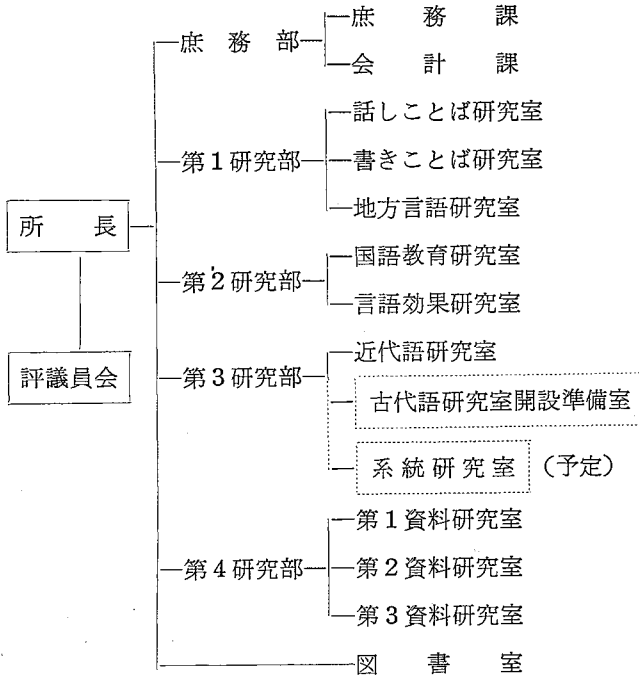 庶務部
庶務課
会計課
第1研究部
話しことば研究室
書きことば研究室
地方言語研究室
所長
第2研究部
国語教育研究室
言語効果研究室
評議員会
第3研究部
近代語研究室
古代語研究室開設準備室
系統研究室 (予定)
第4研究部
第1資料研究室
第2資料研究室
第3資料研究室
図書室